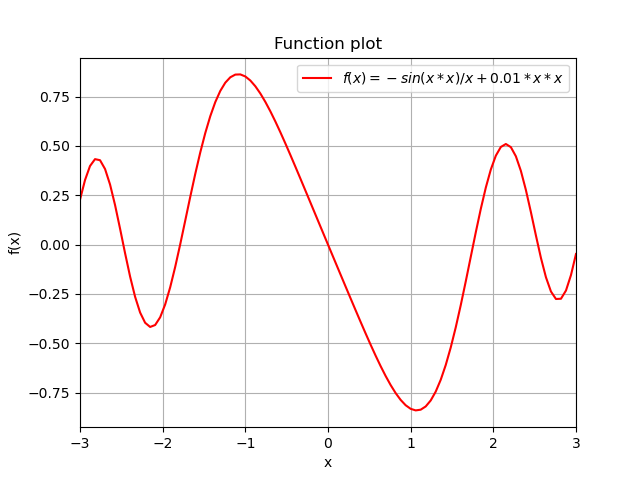 Function plot
f(x) = − sin(x * x)/x + 0.01 * x * x
0.75
0.50
0.25
0.00
−0.25
−0.50
−0.75
f(x)
−3 −2 −1 0 1 2 3
x